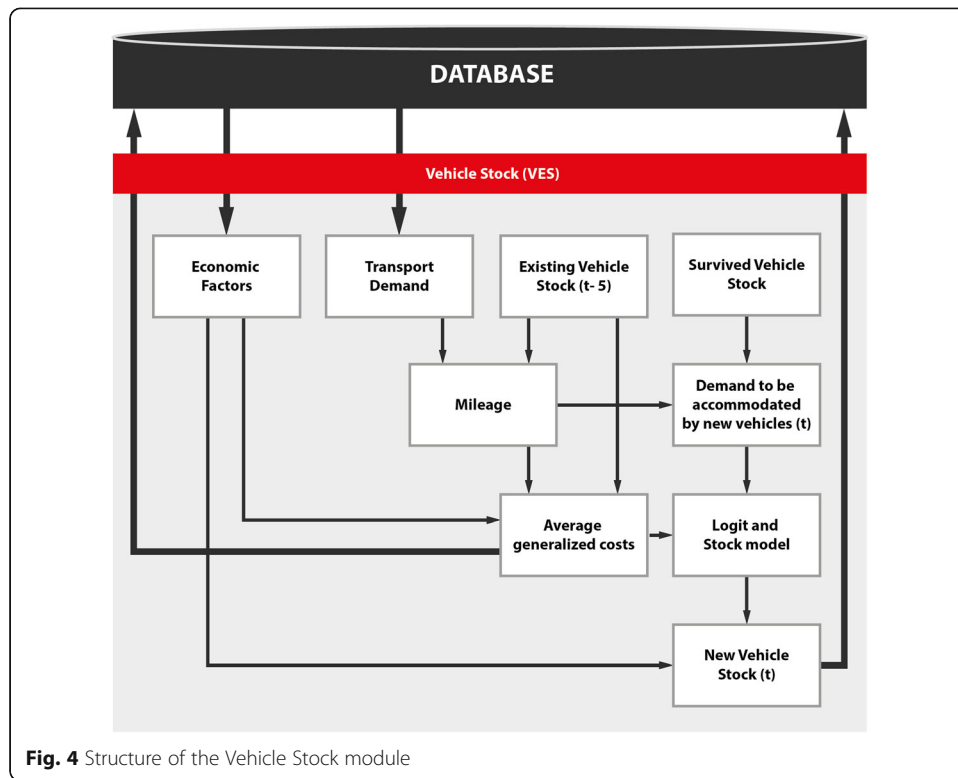 DATABASE
Vehicle Stock (VES)
Economic
Factors
Transport
Demand
Existing Vehicle
Stock (t- 5)
Survived Vehicle
Stock
Mileage
Demand to be
accommodated
by new vehicles (t)
Average
generalized costs
Logit and
Stock model
New Vehicle
Stock (t)
Fig. 4 Structure of the Vehicle Stock module